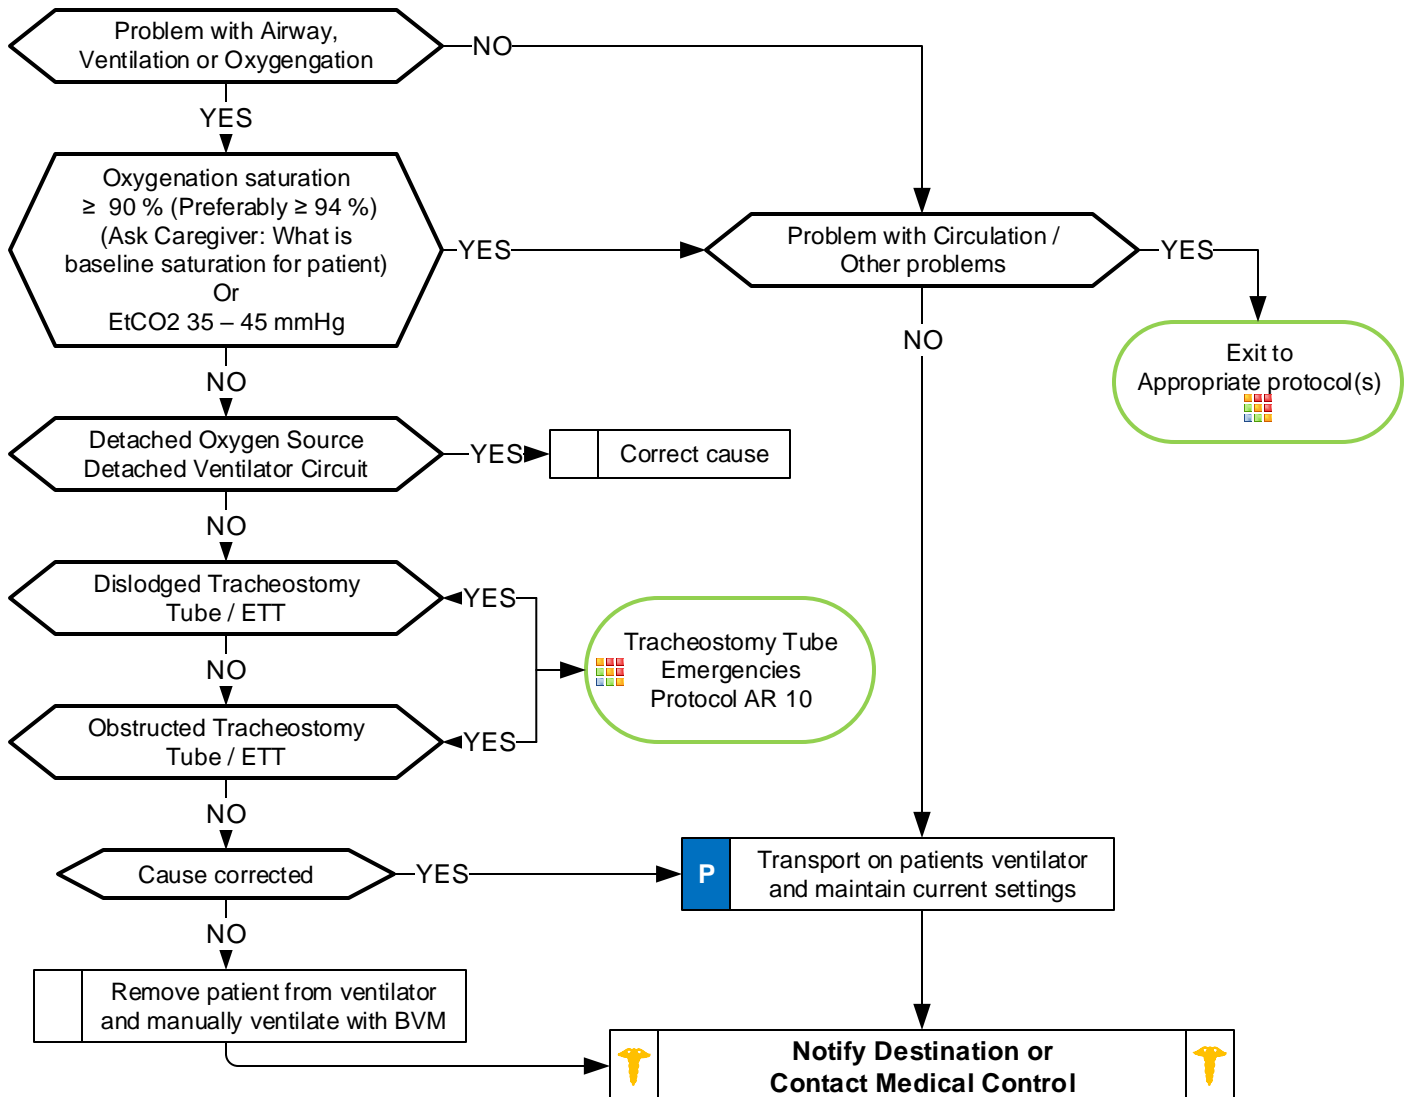 Problem with Airway,
Ventilation or Oxygengation
NO
YES
Oxygenation saturation
≥ 90 % (Preferably ≥ 94 %)
(Ask Caregiver: What is
baseline saturation for patient)
Or
EtCO2 35 – 45 mmHg
YES
Problem with Circulation /
Other problems
YES
NO
Exit to
Appropriate protocol(s)
NO
Detached Oxygen Source
Detached Ventilator Circuit
YES
Correct cause
NO
Dislodged Tracheostomy
Tube / ETT
YES
Tracheostomy Tube
Emergencies
Protocol AR 10
NO
Obstructed Tracheostomy
Tube / ETT
YES
NO
Cause corrected
YES
P
Transport on patients ventilator
and maintain current settings
NO
Remove patient from ventilator
and manually ventilate with BVM
Notify Destination or
Contact Medical Control